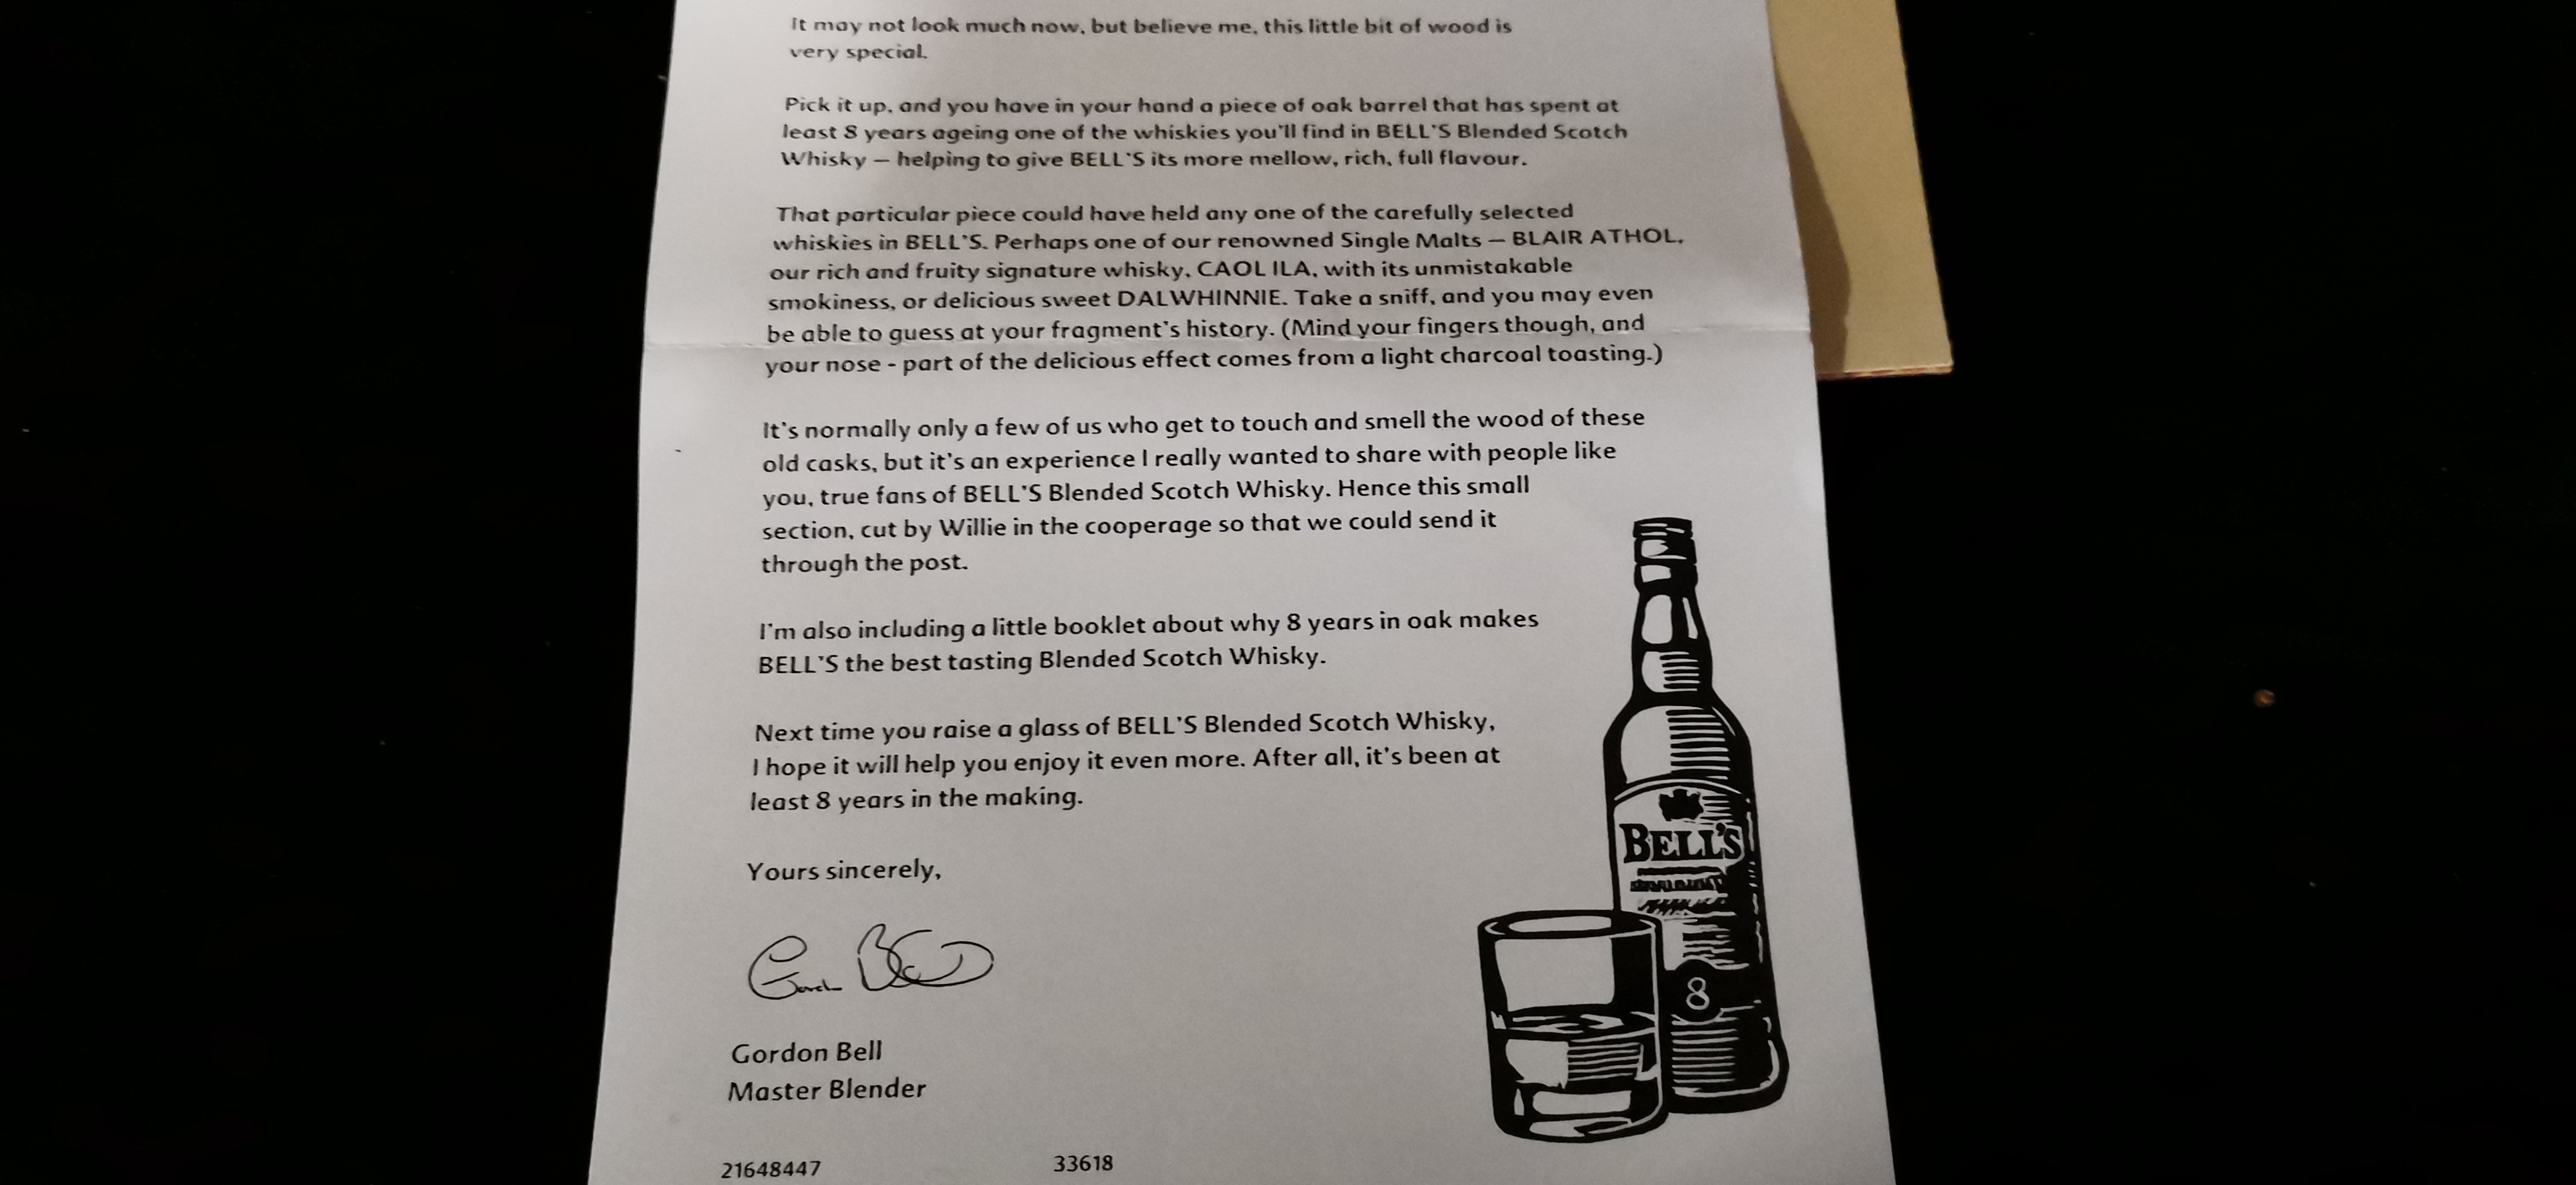 It may not look much now, but believe me, this little bit of wood is
very special.
Pick it up, and you have in your hand a piece of oak barrel that has spent at
least 8 years ageing one of the whiskies you'll find in BELL'S Blended Scotch
Whisky – helping to give BELL'S its more mellow, rich, full flavour.
That particular piece could have held any one of the carefully selected
whiskies in BELL'S. Perhaps one of our renowned Single Malts – BLAIR ATHOL,
our rich and fruity signature whisky, CAOL ILA, with its unmistakable
smokiness, or delicious sweet DALWHINNIE. Take a sniff, and you may even
be able to guess at your fragment's history. (Mind your fingers though, and
your nose - part of the delicious effect comes from a light charcoal toasting.)
It's normally only a few of us who get to touch and smell the wood of these
old casks, but it's an experience I really wanted to share with people like
you, true fans of BELL'S Blended Scotch Whisky. Hence this small
section, cut by Willie in the cooperage so that we could send it
through the post.
I'm also including a little booklet about why 8 years in oak makes
BELL'S the best tasting Blended Scotch Whisky.
Next time you raise a glass of BELL'S Blended Scotch Whisky,
I hope it will help you enjoy it even more. After all, it's been at
least 8 years in the making.
Yours sincerely,
Gordon Bell
Master Blender
21648447 33618
BELL'S
8